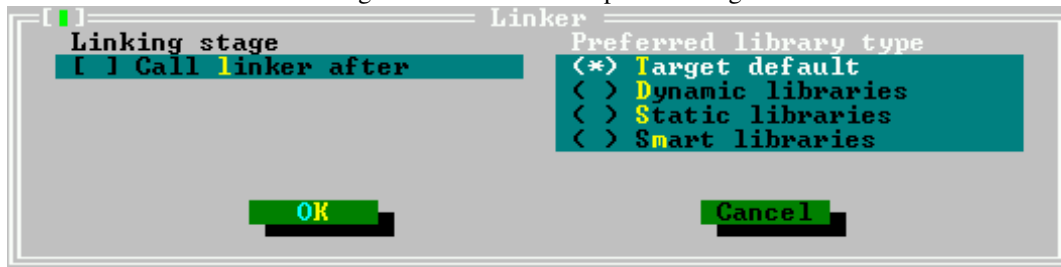 Linker
Linking stage
[ ] Call linker after
Preferred library type
(*) Target default
( ) Dynamic libraries
( ) Static libraries
( ) Smart libraries
OK
Cancel